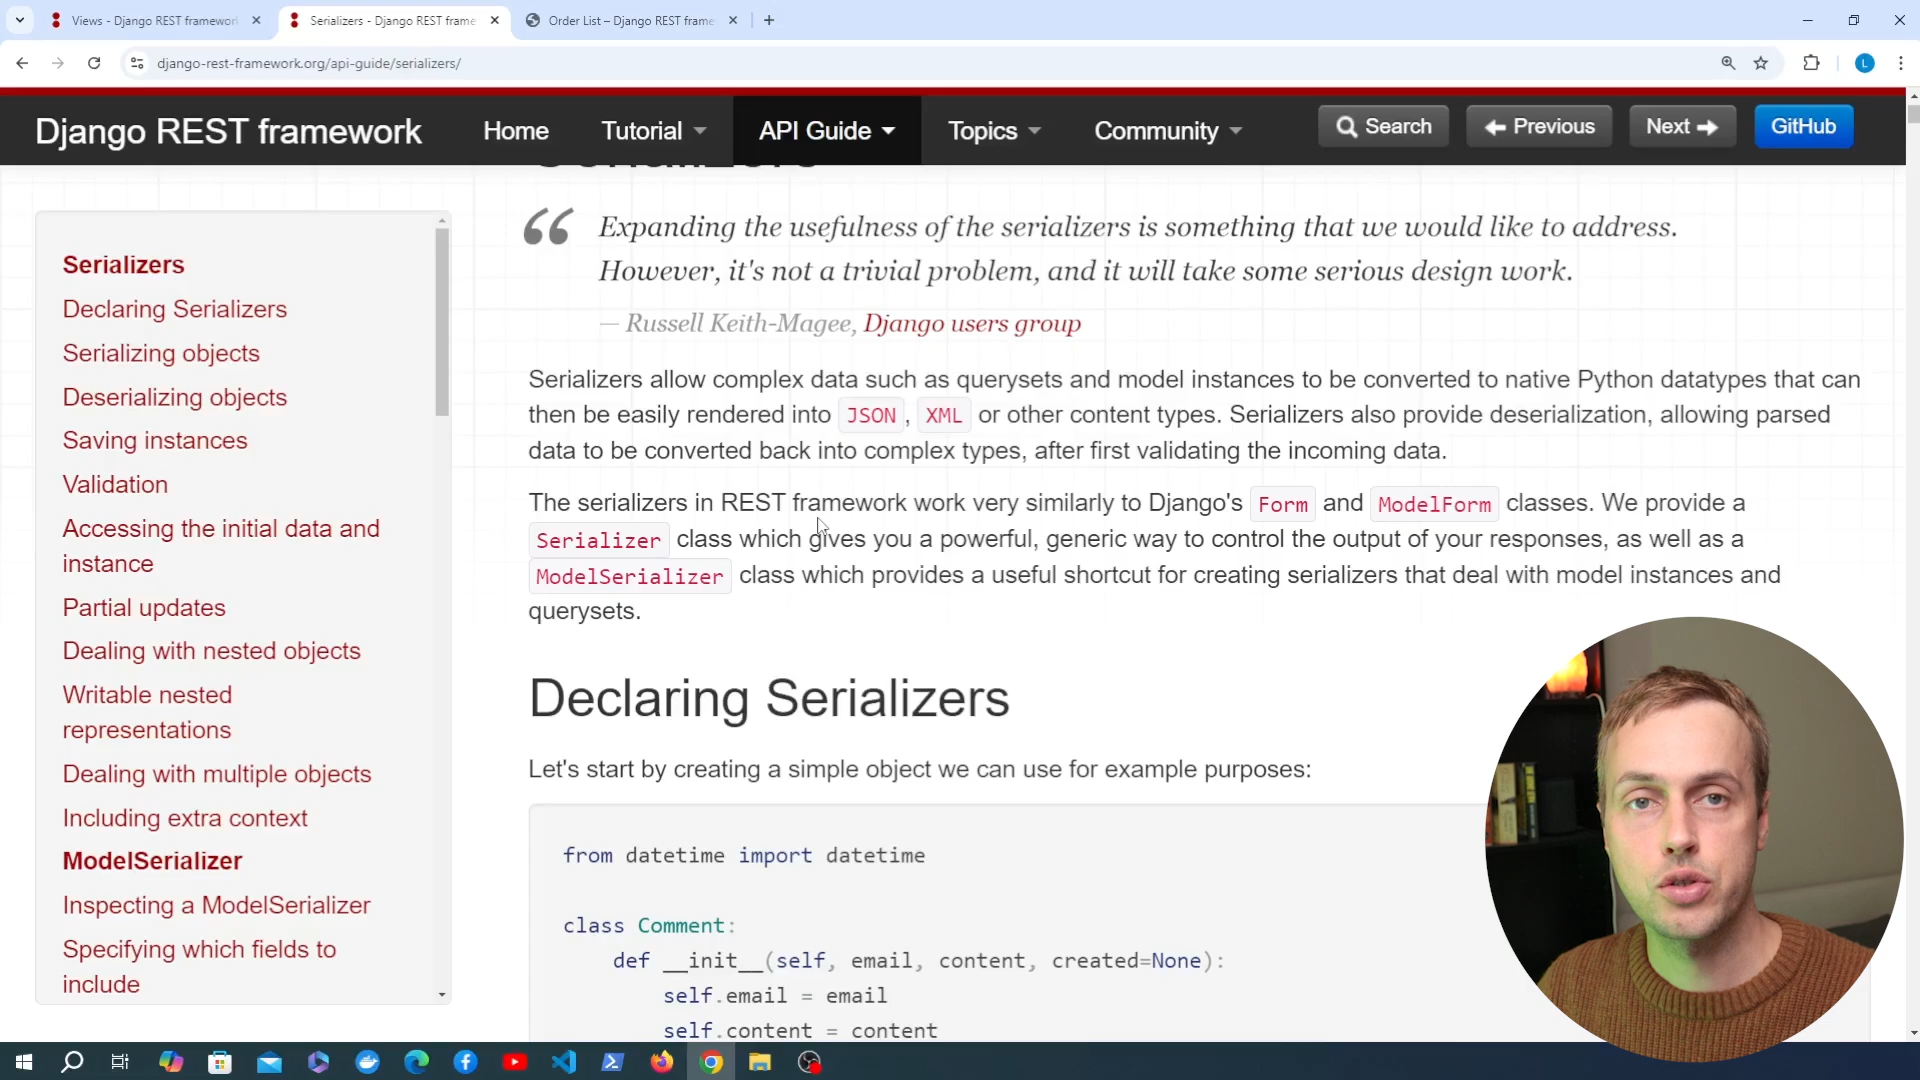 Views - Django REST framework
Serializers - Django REST frame
Order List – Django REST frame
django-rest-framework.org/api-guide/serializers/
L
Django REST framework
Home
Tutorial
API Guide
Topics
Community
Search
Previous
Next
GitHub
Serializers
Serializers
Declaring Serializers
Serializing objects
Deserializing objects
Saving instances
Validation
Accessing the initial data and
instance
Partial updates
Dealing with nested objects
Writable nested
representations
Dealing with multiple objects
Including extra context
ModelSerializer
Inspecting a ModelSerializer
Specifying which fields to
include
Expanding the usefulness of the serializers is something that we would like to address.
However, it's not a trivial problem, and it will take some serious design work.
— Russell Keith-Magee, Django users group
Serializers allow complex data such as querysets and model instances to be converted to native Python datatypes that can
then be easily rendered into JSON, XML or other content types. Serializers also provide deserialization, allowing parsed
data to be converted back into complex types, after first validating the incoming data.
The serializers in REST framework work very similarly to Django's Form and ModelForm classes. We provide a
Serializer class which gives you a powerful, generic way to control the output of your responses, as well as a
ModelSerializer class which provides a useful shortcut for creating serializers that deal with model instances and
querysets.
Declaring Serializers
Let's start by creating a simple object we can use for example purposes:
from datetime import datetime
class Comment:
def __init__(self, email, content, created=None):
self.email = email
self.content = content